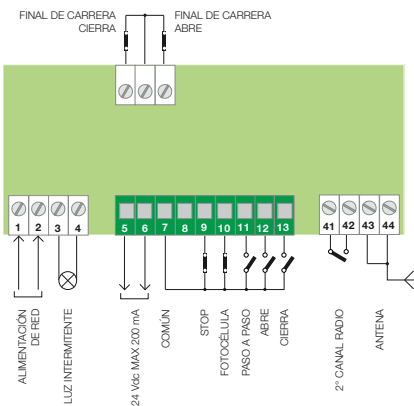 FINAL DE CARRERA
CIERRA
FINAL DE CARRERA
ABRE
1 2 3 4
5 6 7 8 9 10 11 12 13
41 42 43 44
ALIMENTACIÓN
DE RED
LUZ INTERMITENTE
24 Vdc MAX 200 mA
COMÚN
STOP
FOTOCÉLULA
PASO A PASO
ABRE
CIERRA
2° CANAL RADIO
ANTENA